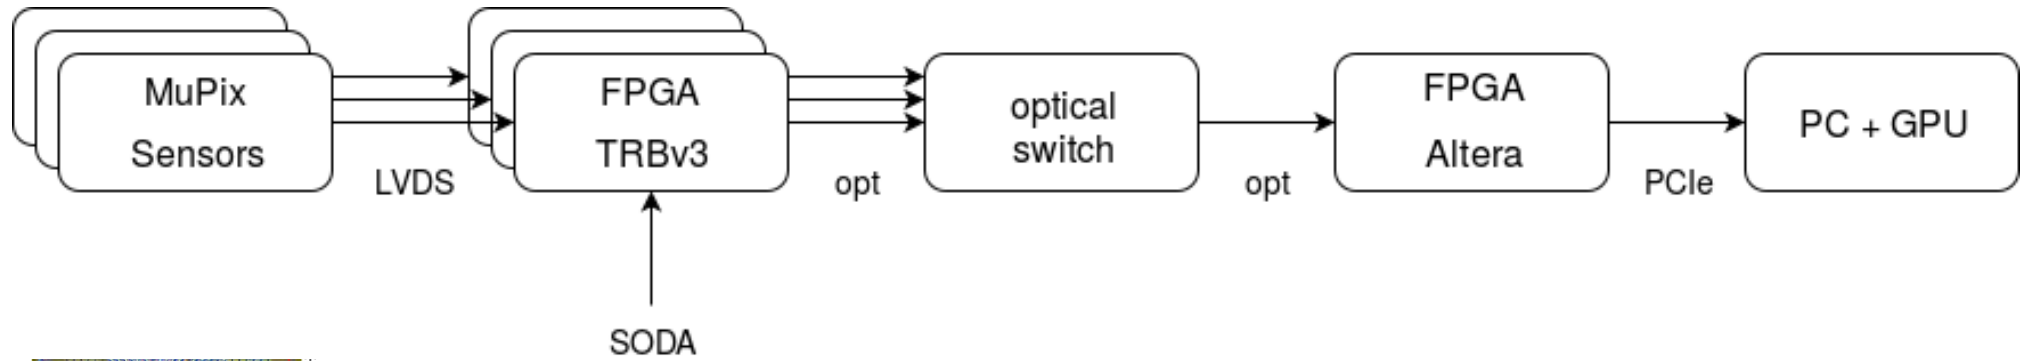 MuPix
Sensors
LVDS
FPGA
TRBv3
SODA
opt
optical
switch
opt
FPGA
Altera
PCIe
PC + GPU